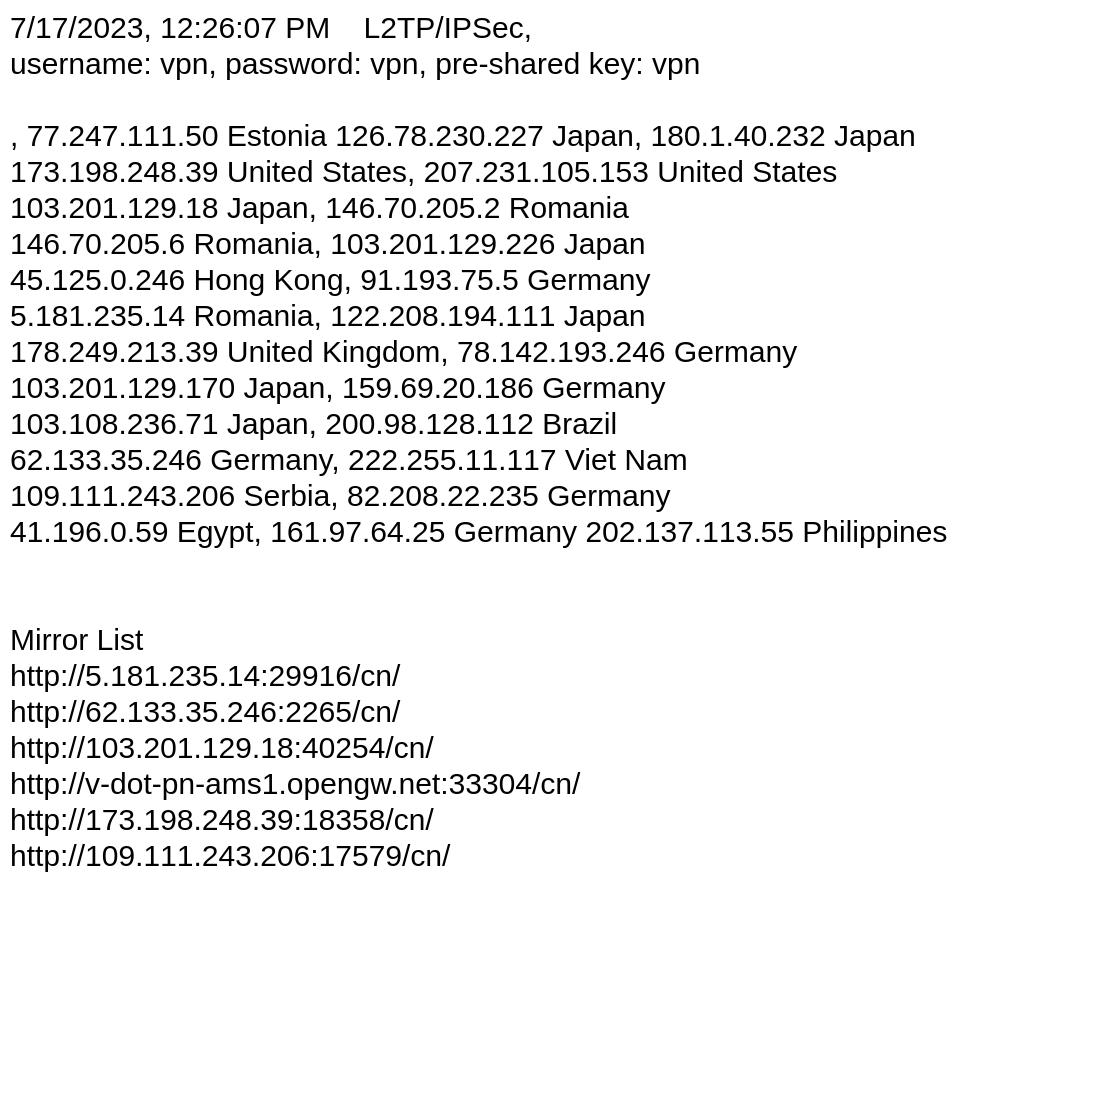 7/17/2023, 12:26:07 PM    L2TP/IPSec,
username: vpn, password: vpn, pre-shared key: vpn
, 77.247.111.50 Estonia 126.78.230.227 Japan, 180.1.40.232 Japan
173.198.248.39 United States, 207.231.105.153 United States
103.201.129.18 Japan, 146.70.205.2 Romania
146.70.205.6 Romania, 103.201.129.226 Japan
45.125.0.246 Hong Kong, 91.193.75.5 Germany
5.181.235.14 Romania, 122.208.194.111 Japan
178.249.213.39 United Kingdom, 78.142.193.246 Germany
103.201.129.170 Japan, 159.69.20.186 Germany
103.108.236.71 Japan, 200.98.128.112 Brazil
62.133.35.246 Germany, 222.255.11.117 Viet Nam
109.111.243.206 Serbia, 82.208.22.235 Germany
41.196.0.59 Egypt, 161.97.64.25 Germany 202.137.113.55 Philippines
Mirror List
http://5.181.235.14:29916/cn/
http://62.133.35.246:2265/cn/
http://103.201.129.18:40254/cn/
http://v-dot-pn-ams1.opengw.net:33304/cn/
http://173.198.248.39:18358/cn/
http://109.111.243.206:17579/cn/